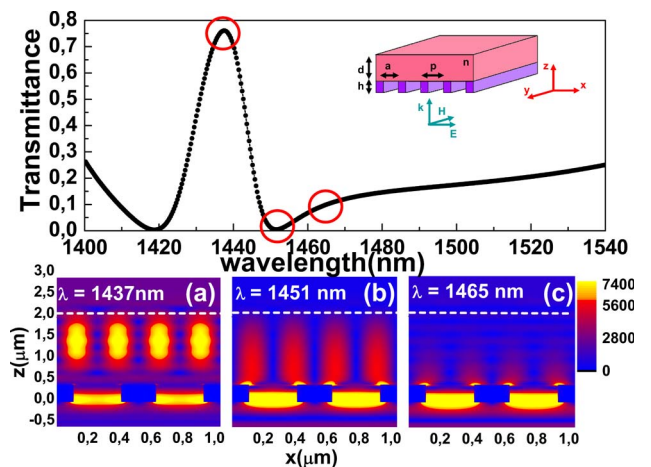 0,8
0,7
0,6
0,5
0,4
0,3
0,2
0,1
0,0
Transmittance
1400 1420 1440 1460 1480 1500 1520 1540
wavelength(nm)
d
h
a
p
n
z
y
x
k
H
E
3,0
2,5
2,0
1,5
1,0
0,5
0,0
-0,5
z(μm)
λ = 1437nm (a)
λ = 1451 nm (b)
λ = 1465 nm (c)
7400
5600
2800
0
0,2 0,4 0,6 0,8 1,0
0,2 0,4 0,6 0,8 1,0
0,2 0,4 0,6 0,8 1,0
x(μm)